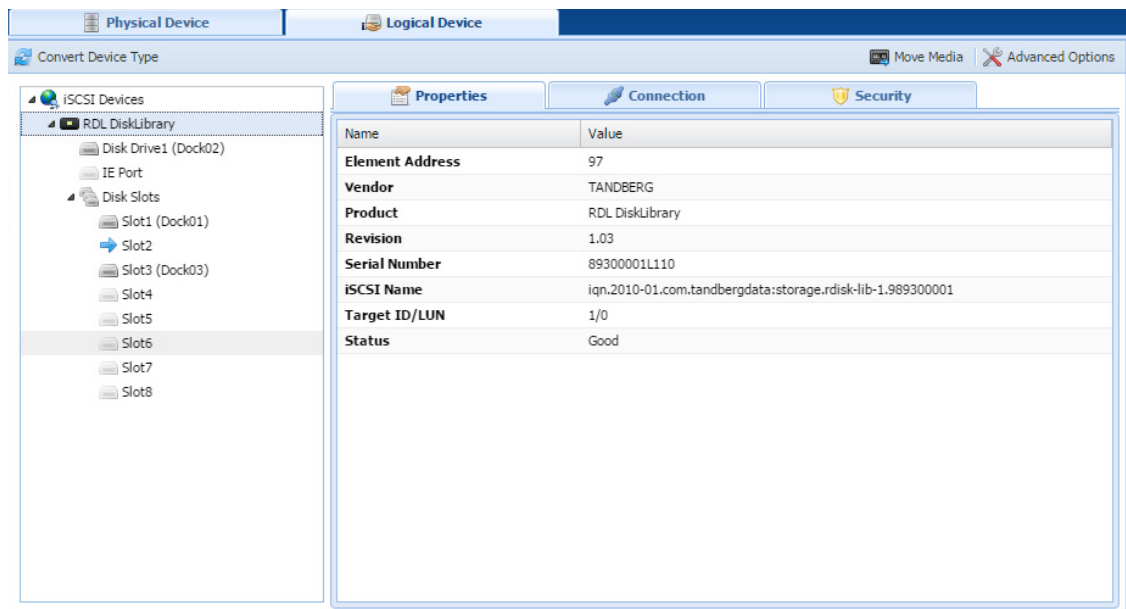 Physical Device
Logical Device
Convert Device Type
Move Media
Advanced Options
iSCSI Devices
RDL DiskLibrary
Disk Drive1 (Dock02)
IE Port
Disk Slots
Slot1 (Dock01)
Slot2
Slot3 (Dock03)
Slot4
Slot5
Slot6
Slot7
Slot8
Properties
Connection
Security
Name Value
Element Address 97
Vendor TANDBERG
Product RDL DiskLibrary
Revision 1.03
Serial Number 89300001L110
iSCSI Name iqn.2010-01.com.tandbergdata:storage.rdisk-lib-1.989300001
Target ID/LUN 1/0
Status Good